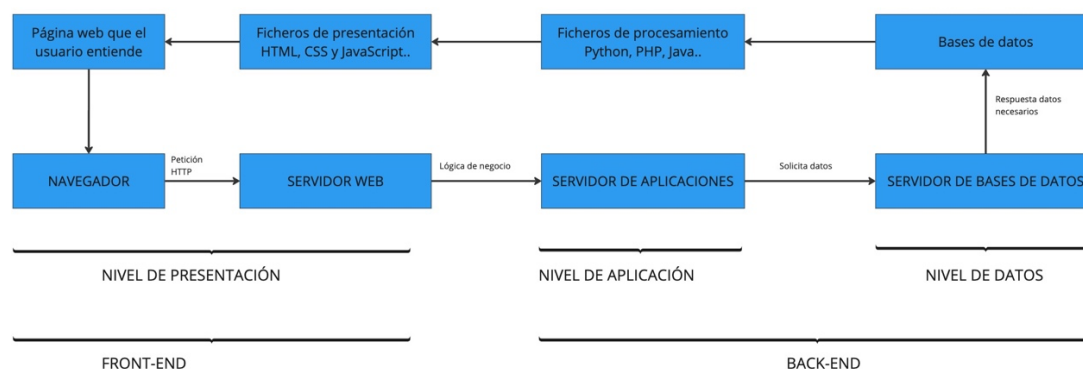 Página web que el
usuario entiende
Ficheros de presentación
HTML, CSS y JavaScript..
Ficheros de procesamiento
Python, PHP, Java..
Bases de datos
Respuesta datos
necesarios
NAVEGADOR
Petición
HTTP
SERVIDOR WEB
Lógica de negocio
SERVIDOR DE APLICACIONES
Solicita datos
SERVIDOR DE BASES DE DATOS
NIVEL DE PRESENTACIÓN
NIVEL DE APLICACIÓN
NIVEL DE DATOS
FRONT-END
BACK-END